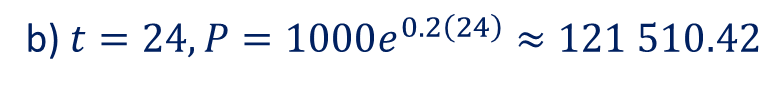 b) t = 24, P = 1000e^{0.2(24)} ≈ 121 510.42